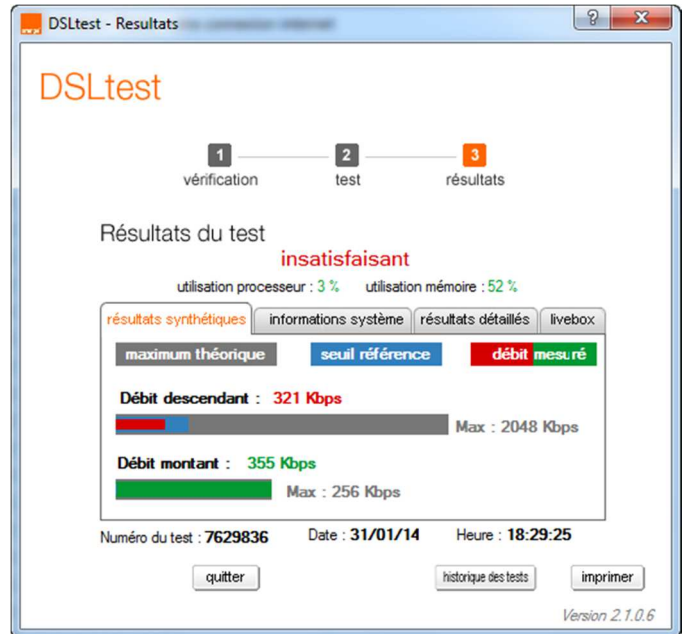 DSLtest - Resultats
DSLtest
1 2 3
vérification test résultats
Résultats du test
insatisfaisant
utilisation processeur : 3 % utilisation mémoire : 52 %
résultats synthétiques informations système résultats détaillés livebox
maximum théorique seuil référence débit mesuré
Débit descendant : 321 Kbps
Max : 2048 Kbps
Débit montant : 355 Kbps
Max : 256 Kbps
Numéro du test : 7629836 Date : 31/01/14 Heure : 18:29:25
quitter historique des tests imprimer
Version 2.1.0.6